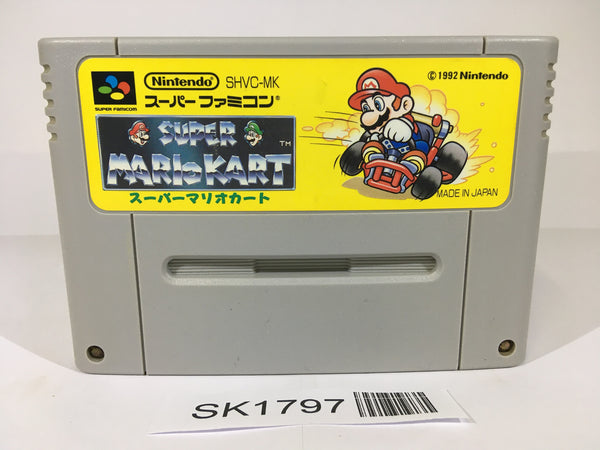 SUPER FAMICOM
Nintendo SHVC-MK
スーパーファミコン®
© 1992 Nintendo
SUPER
MARIO KART TM
スーパーマリオカート
MADE IN JAPAN
SK1797